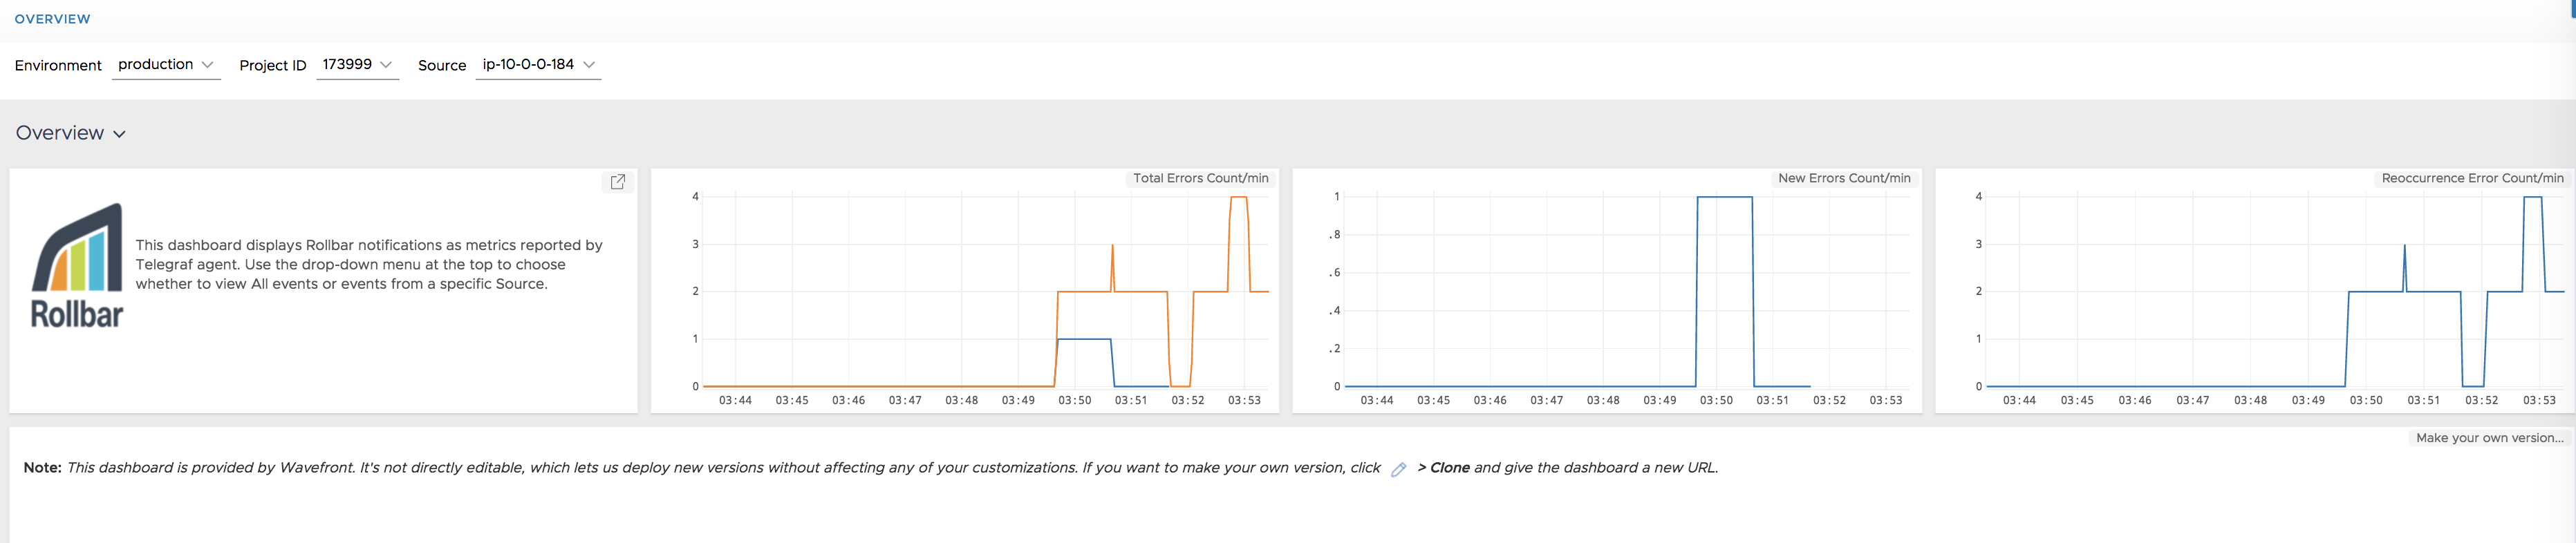 OVERVIEW
Environment production Project ID 173999 Source ip-10-0-0-184
Overview
Rollbar
This dashboard displays Rollbar notifications as metrics reported by
Telegraf agent. Use the drop-down menu at the top to choose
whether to view All events or events from a specific Source.
Total Errors Count/min
4
3
2
1
0
03:44 03:45 03:46 03:47 03:48 03:49 03:50 03:51 03:52 03:53
New Errors Count/min
1
.8
.6
.4
.2
0
03:44 03:45 03:46 03:47 03:48 03:49 03:50 03:51 03:52 03:53
Reoccurrence Error Count/min
4
3
2
1
0
03:44 03:45 03:46 03:47 03:48 03:49 03:50 03:51 03:52 03:53
Make your own version...
Note: This dashboard is provided by Wavefront. It's not directly editable, which lets us deploy new versions without affecting any of your customizations. If you want to make your own version, click > Clone and give the dashboard a new URL.